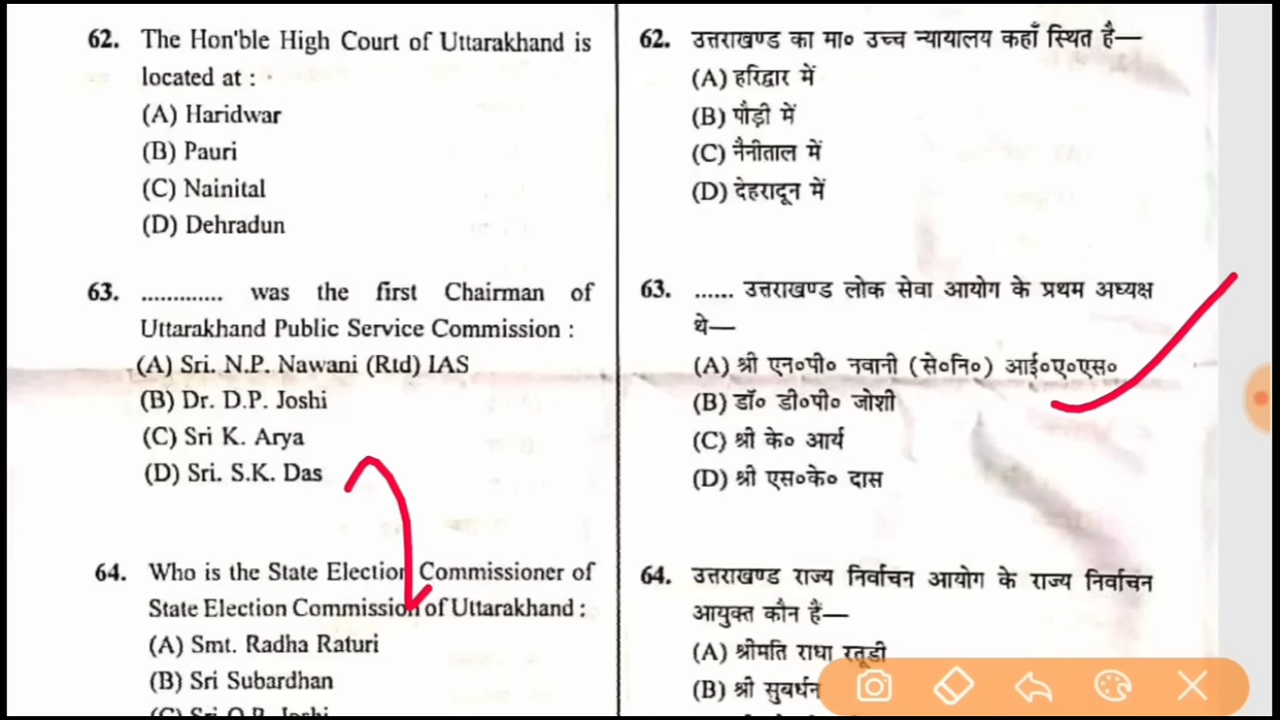 62. The Hon'ble High Court of Uttarakhand is
located at :
(A) Haridwar
(B) Pauri
(C) Nainital
(D) Dehradun
63. ............. was the first Chairman of
Uttarakhand Public Service Commission :
(A) Sri. N.P. Nawani (Rtd) IAS
(B) Dr. D.P. Joshi
(C) Sri K. Arya
(D) Sri. S.K. Das
64. Who is the State Election Commissioner of
State Election Commission of Uttarakhand :
(A) Smt. Radha Raturi
(B) Sri Subardhan
(C) Sri O.P. Joshi
62. उत्तराखण्ड का मा० उच्च न्यायालय कहाँ स्थित है—
(A) हरिद्वार में
(B) पौड़ी में
(C) नैनीताल में
(D) देहरादून में
63. ...... उत्तराखण्ड लोक सेवा आयोग के प्रथम अध्यक्ष
थे—
(A) श्री एन०पी० नवानी (से०नि०) आई०ए०एस०
(B) डॉ० डी०पी० जोशी
(C) श्री के० आर्य
(D) श्री एस०के० दास
64. उत्तराखण्ड राज्य निर्वाचन आयोग के राज्य निर्वाचन
आयुक्त कौन हैं—
(A) श्रीमति राधा रतूडी
(B) श्री सुबर्धन